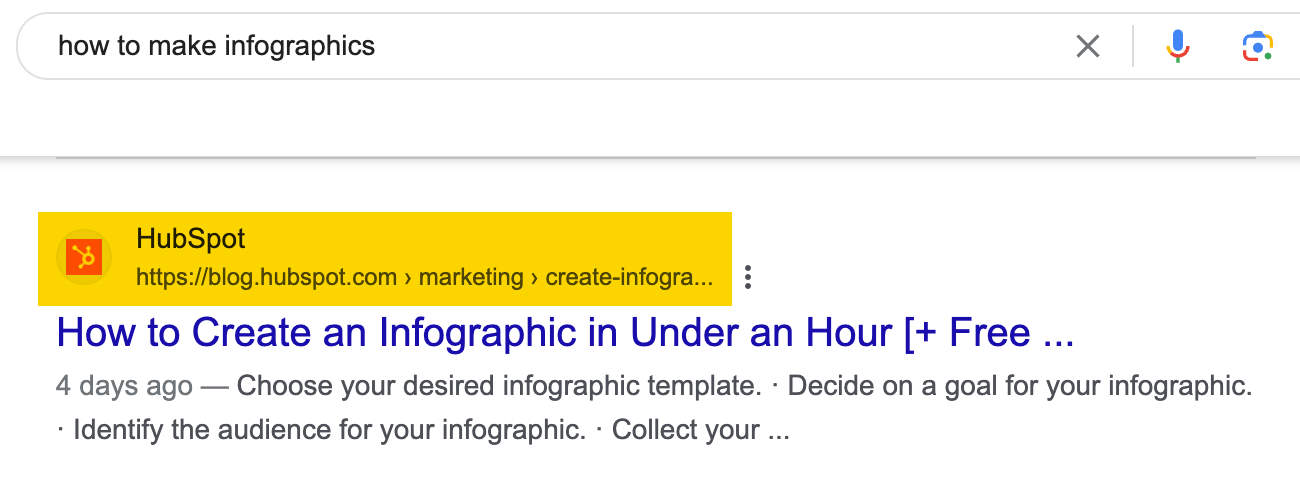 how to make infographics
HubSpot
https://blog.hubspot.com › marketing › create-infogra...
How to Create an Infographic in Under an Hour [+ Free ...
4 days ago — Choose your desired infographic template. · Decide on a goal for your infographic.
· Identify the audience for your infographic. · Collect your ...